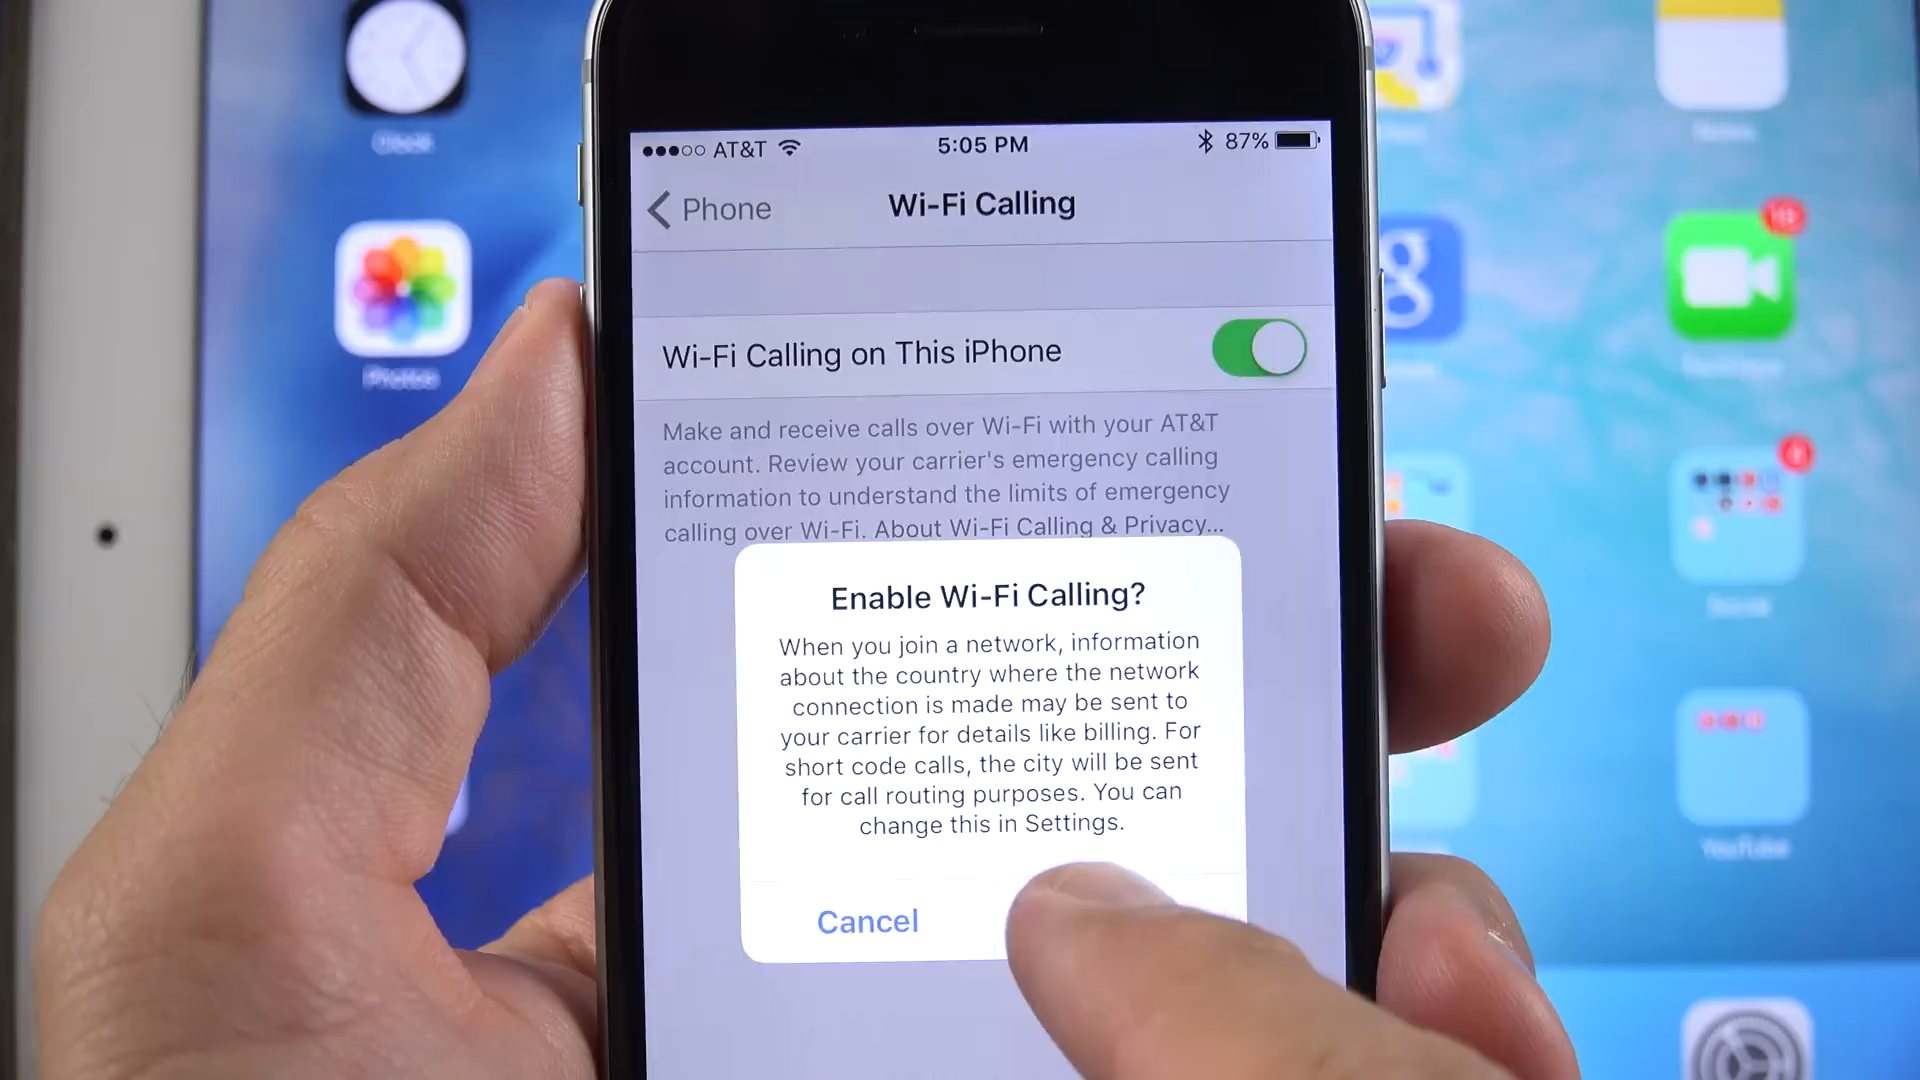 Clock
AT&T
5:05 PM
87%
Phone
Wi-Fi Calling
Photos
Wi-Fi Calling on This iPhone
Make and receive calls over Wi-Fi with your AT&T
account. Review your carrier's emergency calling
information to understand the limits of emergency
calling over Wi-Fi. About Wi-Fi Calling & Privacy...
Enable Wi-Fi Calling?
When you join a network, information
about the country where the network
connection is made may be sent to
your carrier for details like billing. For
short code calls, the city will be sent
for call routing purposes. You can
change this in Settings.
Cancel
g
Social
YouTube